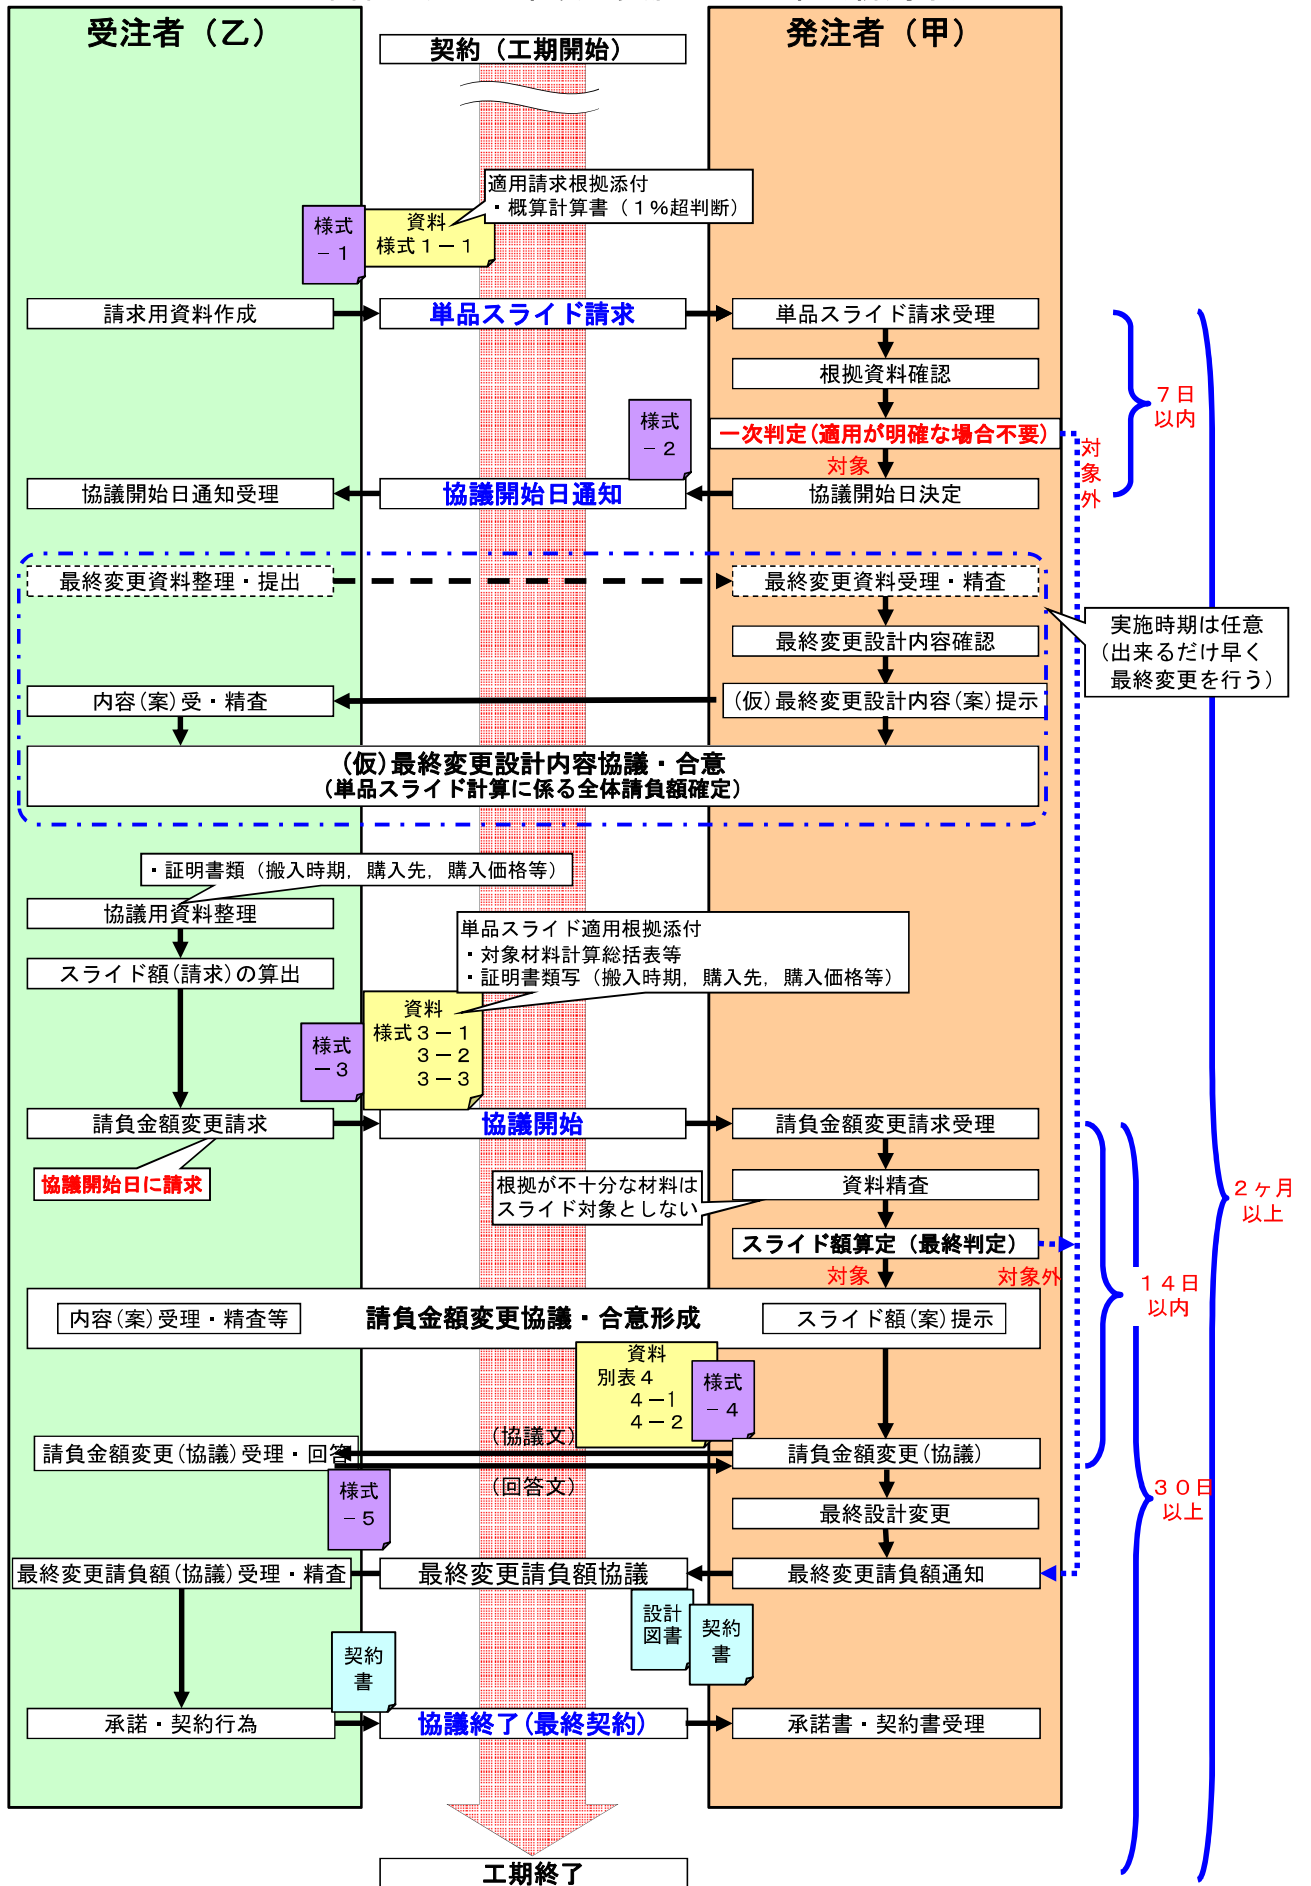 受注者（乙）
契約（工期開始）
発注者（甲）
適用請求根拠添付
・概算計算書（１％超判断）
様式
－１
資料
様式１－１
請求用資料作成
単品スライド請求
単品スライド請求受理
根拠資料確認
7日
以内
様式
－２
一次判定(適用が明確な場合不要)
対象
対
象
外
協議開始日通知受理
協議開始日通知
協議開始日決定
最終変更資料整理・提出
最終変更資料受理・精査
実施時期は任意
(出来るだけ早く
最終変更を行う)
最終変更設計内容確認
内容(案)受・精査
(仮)最終変更設計内容(案)提示
(仮)最終変更設計内容協議・合意
(単品スライド計算に係る全体請負額確定)
・証明書類（搬入時期，購入先，購入価格等）
協議用資料整理
単品スライド適用根拠添付
・対象材料計算総括表等
・証明書類写（搬入時期，購入先，購入価格等）
スライド額(請求)の算出
資料
様式３－１
３－２
３－３
様式
－３
請負金額変更請求
協議開始
請負金額変更請求受理
協議開始日に請求
根拠が不十分な材料は
スライド対象としない
資料精査
2ヶ月
以上
スライド額算定（最終判定）
対象
対象外
14日
以内
内容(案)受理・精査等
請負金額変更協議・合意形成
スライド額(案)提示
資料
別表４
４－１
４－２
様式
－４
(協議文)
請負金額変更(協議)受理・回答
請負金額変更(協議)
(回答文)
様式
－５
30日
以上
最終設計変更
最終変更請負額(協議)受理・精査
最終変更請負額協議
最終変更請負額通知
設計
図書
契約
書
契約
書
承諾・契約行為
協議終了(最終契約)
承諾書・契約書受理
工期終了